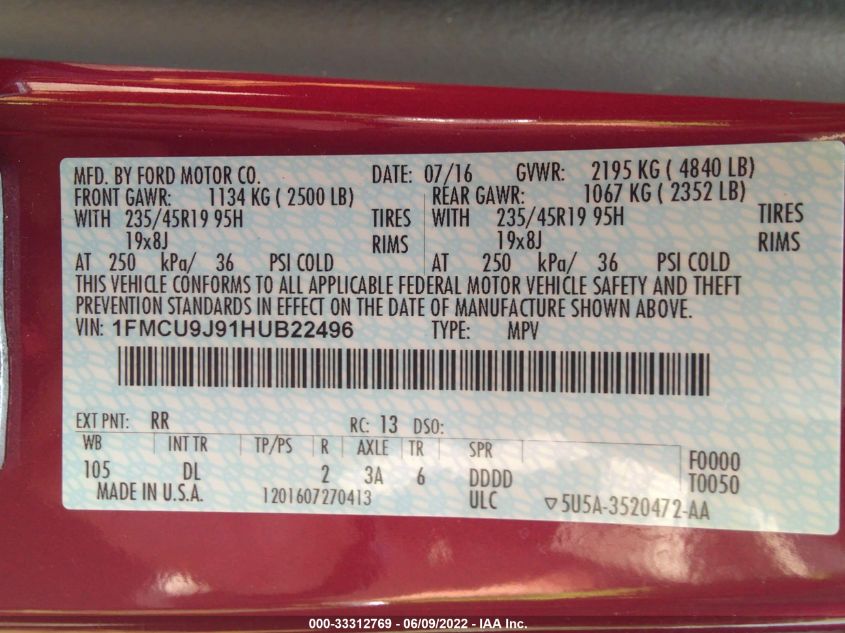 MFD. BY FORD MOTOR CO. DATE: 07/16 GVWR: 2195 KG ( 4840 LB)
FRONT GAWR: 1134 KG ( 2500 LB) REAR GAWR: 1067 KG ( 2352 LB)
WITH 235/45R19 95H TIRES WITH 235/45R19 95H TIRES
19x8J RIMS 19x8J RIMS
AT 250 kPa/ 36 PSI COLD AT 250 kPa/ 36 PSI COLD
THIS VEHICLE CONFORMS TO ALL APPLICABLE FEDERAL MOTOR VEHICLE SAFETY AND THEFT
PREVENTION STANDARDS IN EFFECT ON THE DATE OF MANUFACTURE SHOWN ABOVE.
VIN: 1FMCU9J91HUB22496 TYPE: MPV
EXT PNT: RR RC: 13 DSO:
WB INT TR TP/PS R AXLE TR SPR
105 DL 2 3A 6 DDDD F0000
T0050
MADE IN U.S.A. 1201607270413 ULC ▽5U5A-3520472-AA
000-33312769 - 06/09/2022 - IAA Inc.